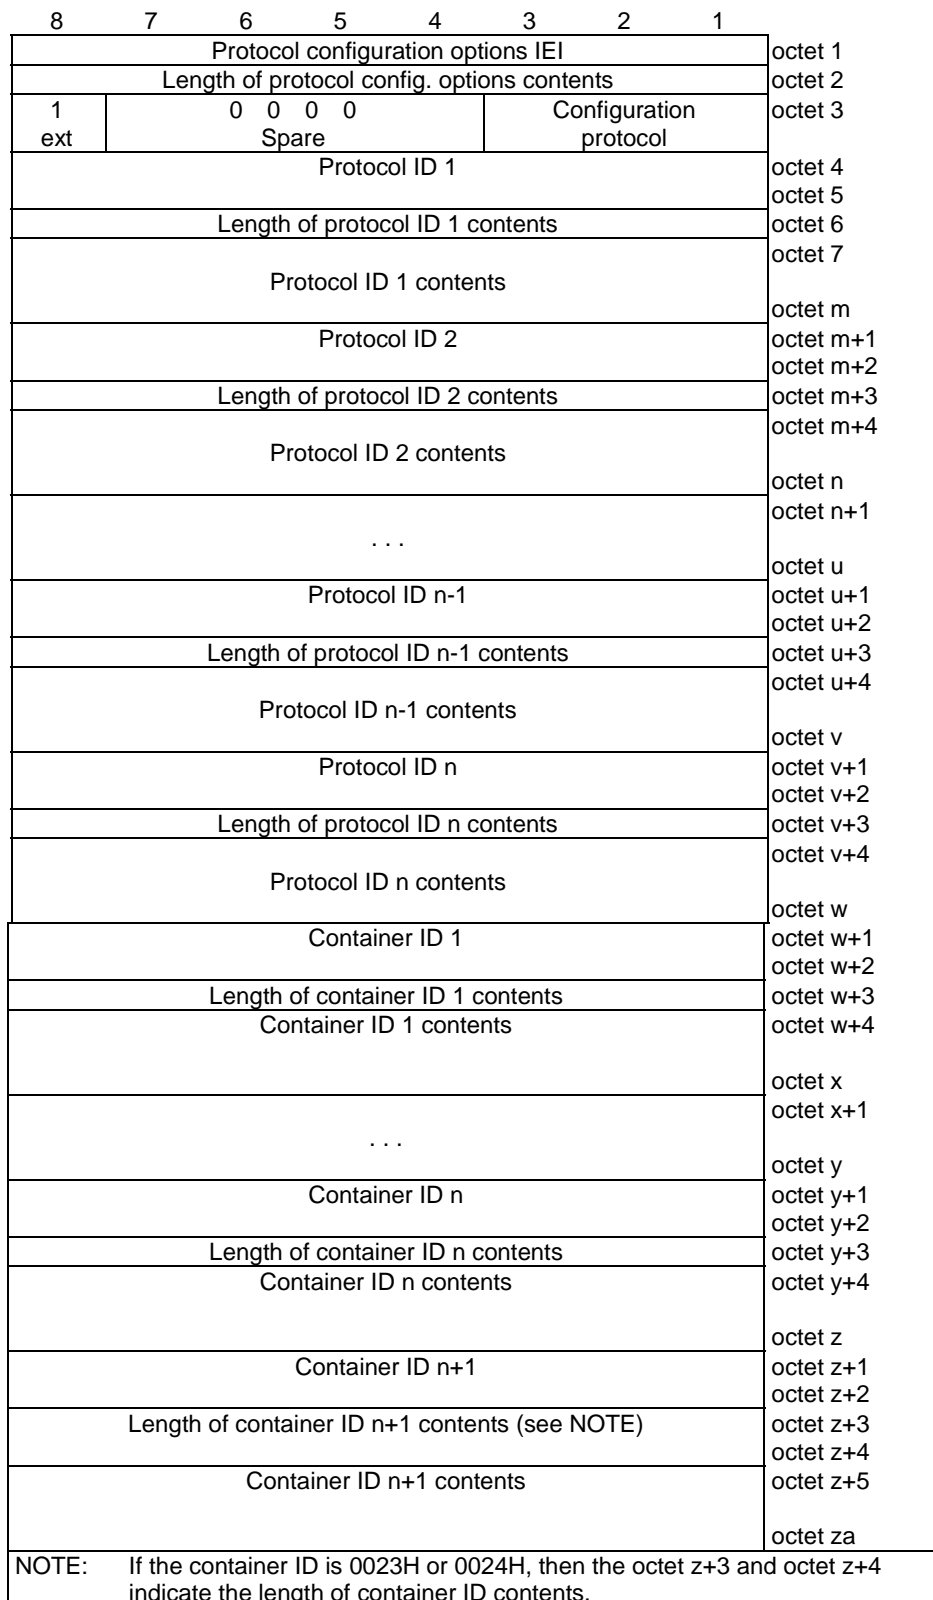 8 7 6 5 4 3 2 1
Protocol configuration options IEI octet 1
Length of protocol config. options contents octet 2
1 0 0 0 0 Configuration octet 3
ext Spare protocol
Protocol ID 1 octet 4
octet 5
Length of protocol ID 1 contents octet 6
octet 7
Protocol ID 1 contents
octet m
Protocol ID 2 octet m+1
octet m+2
Length of protocol ID 2 contents octet m+3
octet m+4
Protocol ID 2 contents
octet n
octet n+1
. . .
octet u
Protocol ID n-1 octet u+1
octet u+2
Length of protocol ID n-1 contents octet u+3
octet u+4
Protocol ID n-1 contents
octet v
Protocol ID n octet v+1
octet v+2
Length of protocol ID n contents octet v+3
octet v+4
Protocol ID n contents
octet w
Container ID 1 octet w+1
octet w+2
Length of container ID 1 contents octet w+3
Container ID 1 contents octet w+4
octet x
octet x+1
. . .
octet y
Container ID n octet y+1
octet y+2
Length of container ID n contents octet y+3
Container ID n contents octet y+4
octet z
Container ID n+1 octet z+1
octet z+2
Length of container ID n+1 contents (see NOTE) octet z+3
octet z+4
Container ID n+1 contents octet z+5
octet za
NOTE: If the container ID is 0023H or 0024H, then the octet z+3 and octet z+4
indicate the length of container ID contents.